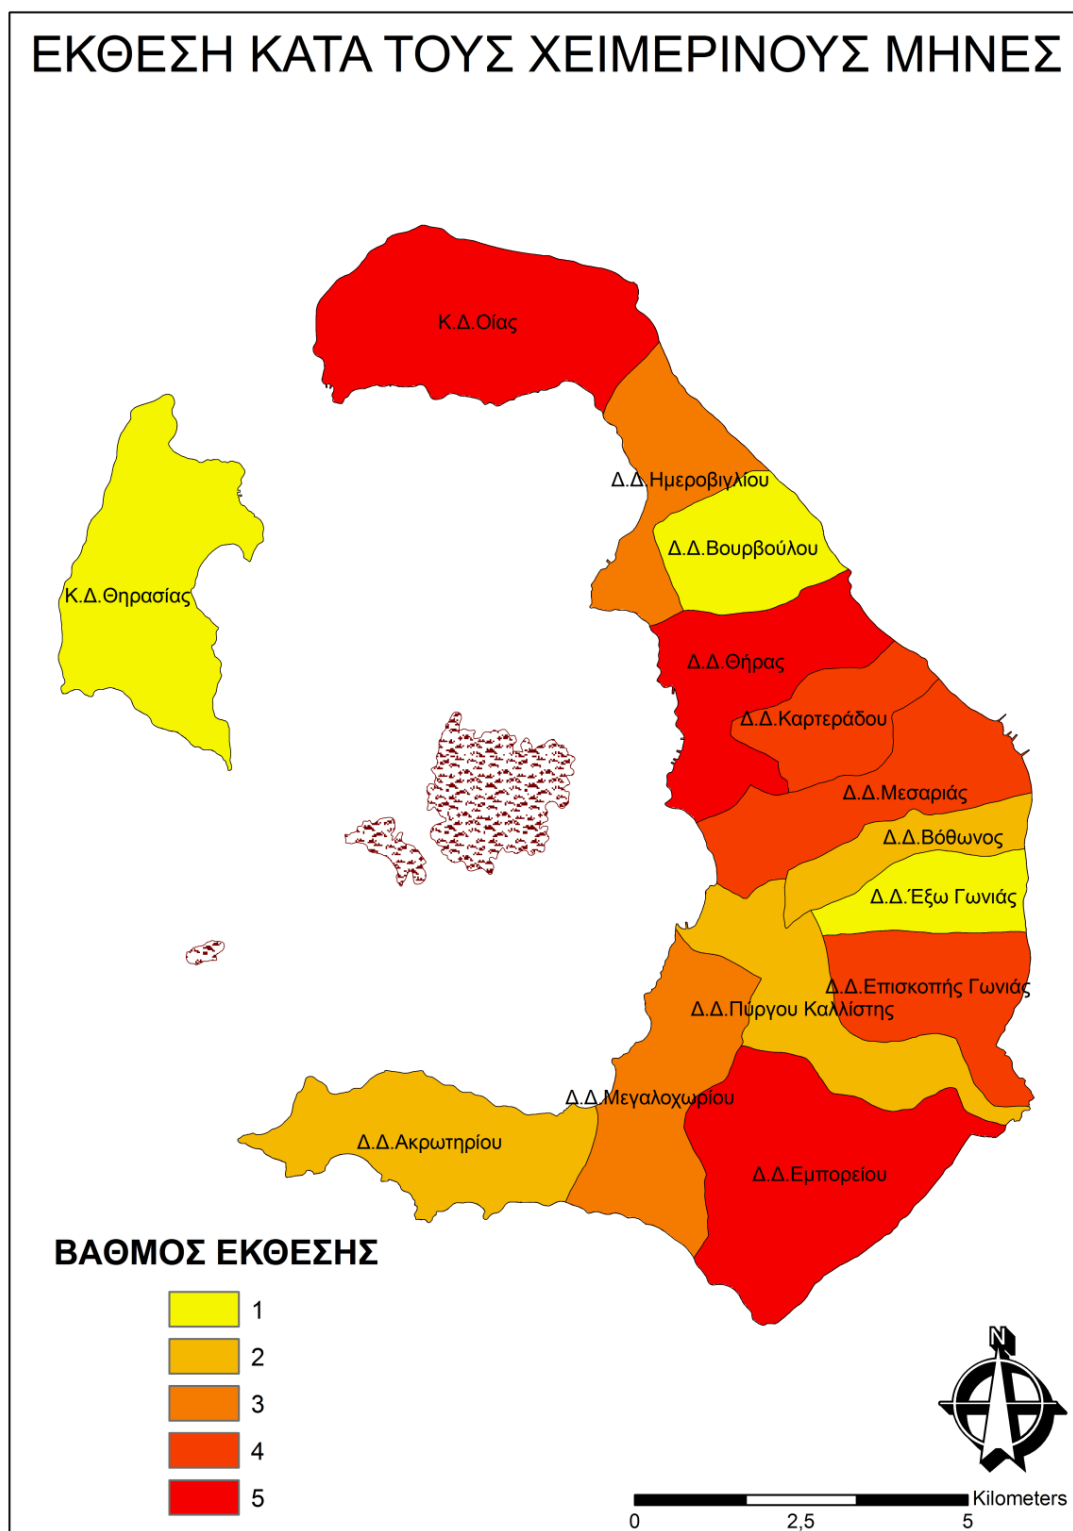 ΕΚΘΕΣΗ ΚΑΤΑ ΤΟΥΣ ΧΕΙΜΕΡΙΝΟΥΣ ΜΗΝΕΣ
Κ.Δ.Οίας
Δ.Δ.Ημεροβιγλίου
Δ.Δ.Βουρβούλου
Κ.Δ.Θηρασίας
Δ.Δ.Θήρας
Δ.Δ.Καρτεράδου
Δ.Δ.Μεσαριάς
Δ.Δ.Βόθωνος
Δ.Δ.Έξω Γωνιάς
Δ.Δ.Επισκοπής Γωνιάς
Δ.Δ.Πύργου Καλλίστης
Δ.Δ.Μεγαλοχωρίου
Δ.Δ.Ακρωτηρίου
Δ.Δ.Εμπορείου
ΒΑΘΜΟΣ ΕΚΘΕΣΗΣ
1
2
3
4
5
N
Kilometers
0 2,5 5